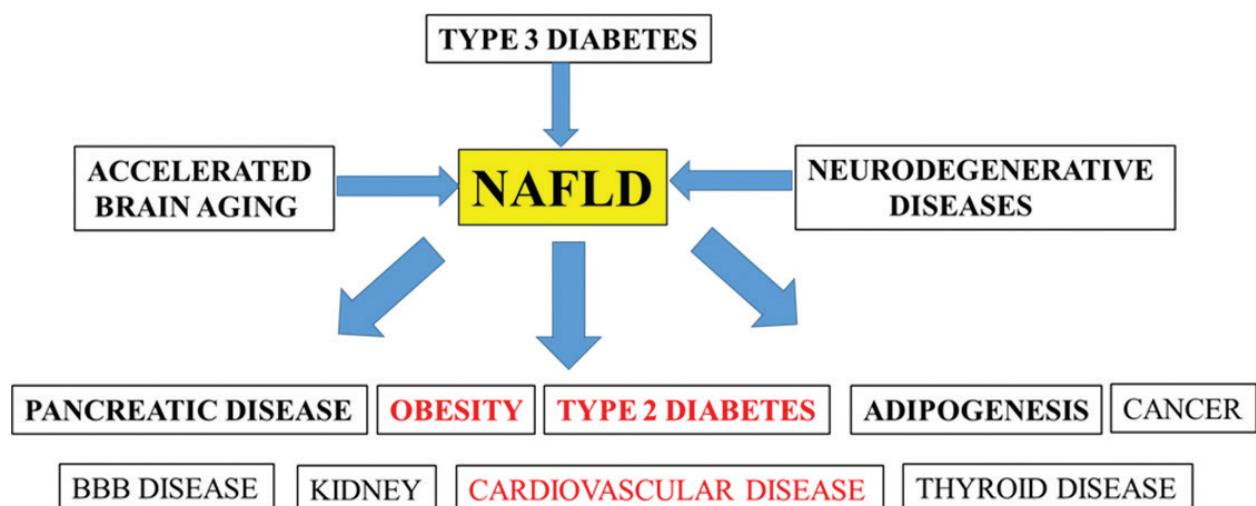 TYPE 3 DIABETES
ACCELERATED
BRAIN AGING
NAFLD
NEURODEGENERATIVE
DISEASES
PANCREATIC DISEASE
OBESITY
TYPE 2 DIABETES
ADIPOGENESIS
CANCER
BBB DISEASE
KIDNEY
CARDIOVASCULAR DISEASE
THYROID DISEASE